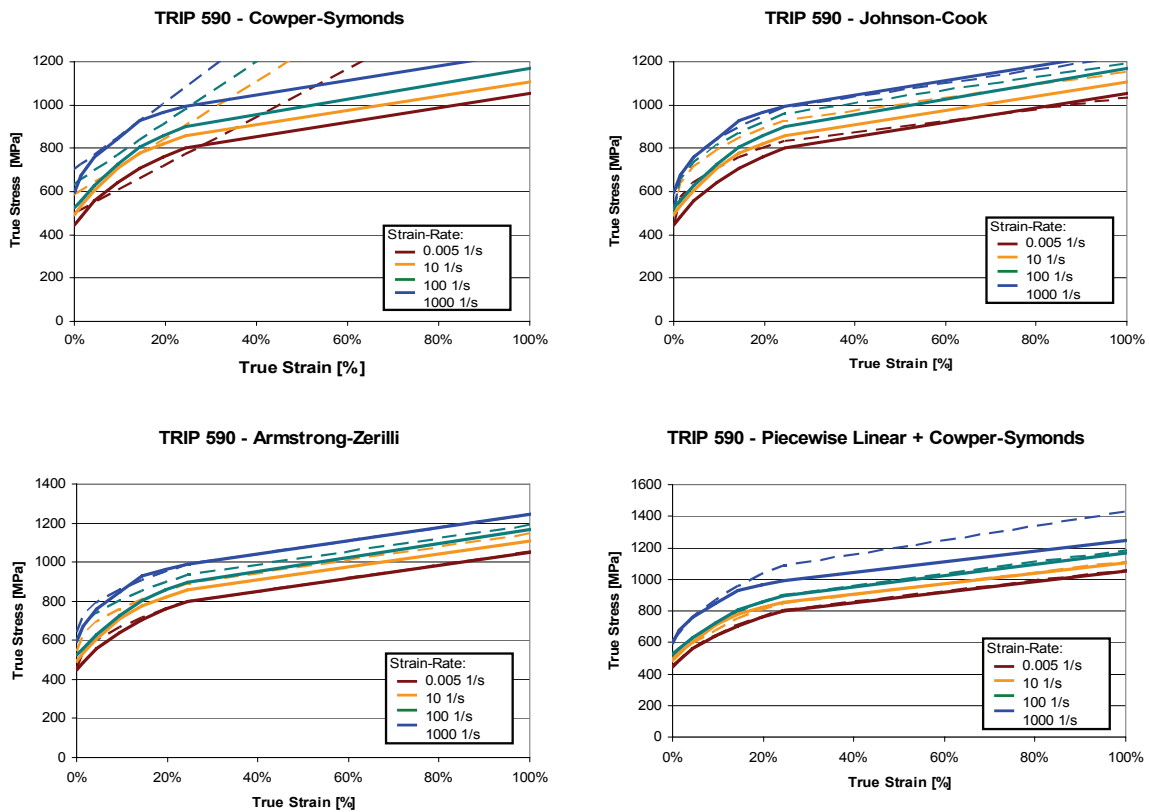 TRIP 590 - Cowper-Symonds
True Stress [MPa]
1200
1000
800
600
400
200
0
0% 20% 40% 60% 80% 100%
True Strain [%]
Strain-Rate:
0.005 1/s
10 1/s
100 1/s
1000 1/s
TRIP 590 - Johnson-Cook
True Stress [MPa]
1200
1000
800
600
400
200
0
0% 20% 40% 60% 80% 100%
True Strain [%]
Strain-Rate:
0.005 1/s
10 1/s
100 1/s
1000 1/s
TRIP 590 - Armstrong-Zerilli
True Stress [MPa]
1400
1200
1000
800
600
400
200
0
0% 20% 40% 60% 80% 100%
True Strain [%]
Strain-Rate:
0.005 1/s
10 1/s
100 1/s
1000 1/s
TRIP 590 - Piecewise Linear + Cowper-Symonds
True Stress [MPa]
1600
1400
1200
1000
800
600
400
200
0
0% 20% 40% 60% 80% 100%
True Strain [%]
Strain-Rate:
0.005 1/s
10 1/s
100 1/s
1000 1/s